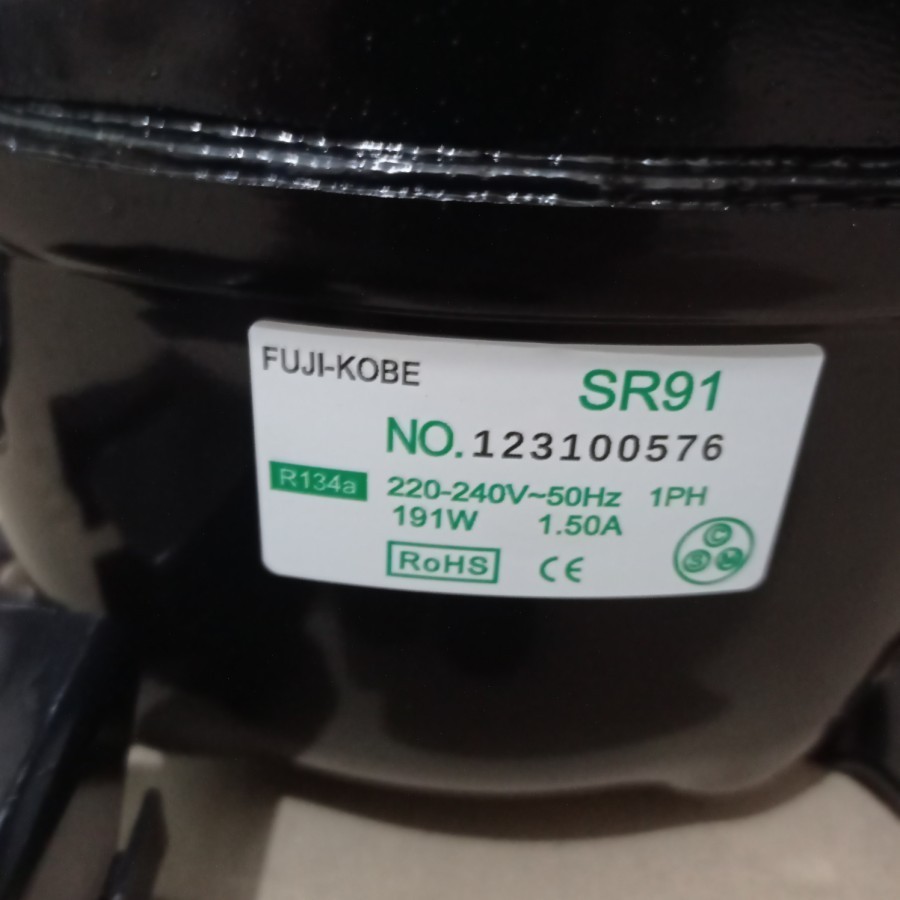 FUJI-KOBE
SR91
NO. 123100576
R134a 220-240V~50Hz 1PH
191W 1.50A
RoHS CE
C
S M